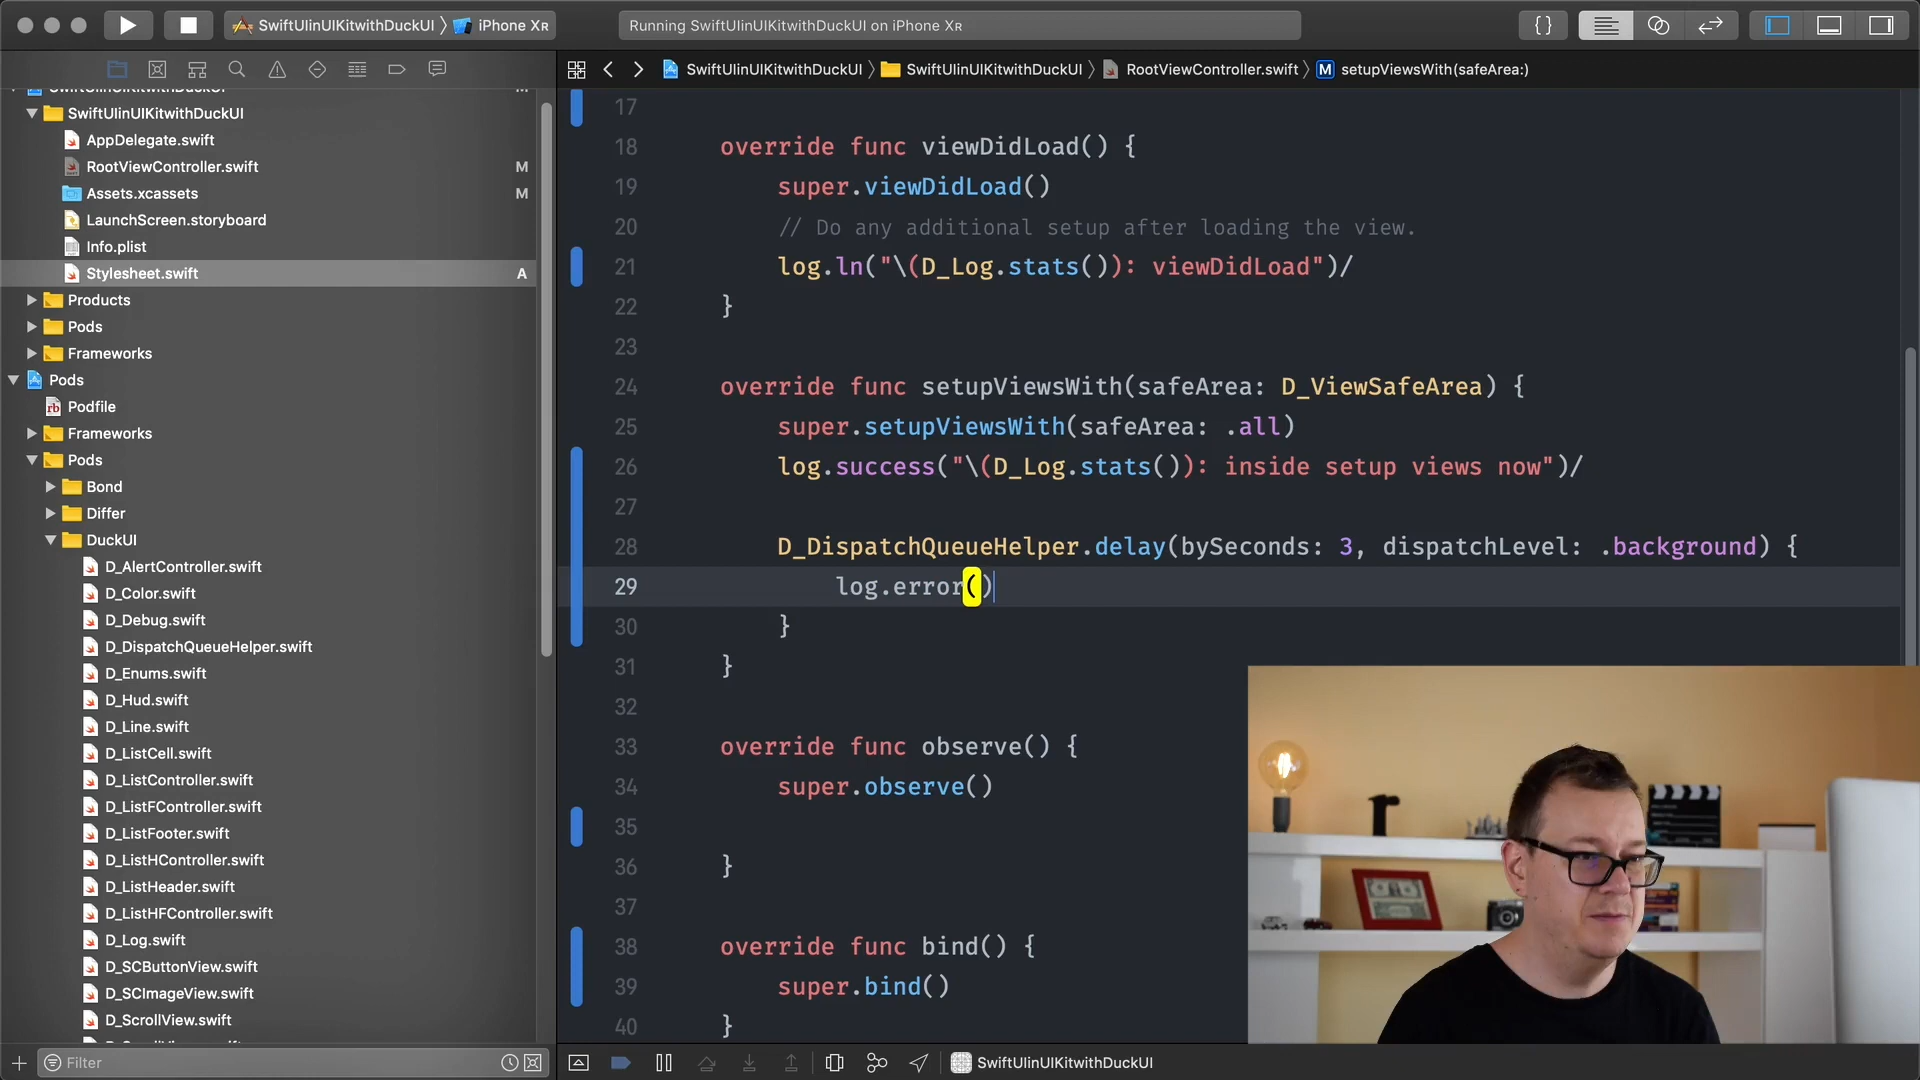 SwiftUIinUIKitwithDuckUI
iPhone XR
Running SwiftUIinUIKitwithDuckUI on iPhone XR
{ }
SwiftUIinUIKitwithDuckUI
SwiftUIinUIKitwithDuckUI
RootViewController.swift
M
setupViewsWith(safeArea:)
SwiftUIinUIKitwithDuckUI
M
SwiftUIinUIKitwithDuckUI
AppDelegate.swift
RootViewController.swift
M
Assets.xcassets
M
LaunchScreen.storyboard
Info.plist
Stylesheet.swift
A
Products
Pods
Frameworks
Pods
rb
Podfile
Frameworks
Pods
Bond
Differ
DuckUI
D_AlertController.swift
D_Color.swift
D_Debug.swift
D_DispatchQueueHelper.swift
D_Enums.swift
D_Hud.swift
D_Line.swift
D_ListCell.swift
D_ListController.swift
D_ListFController.swift
D_ListFooter.swift
D_ListHController.swift
D_ListHeader.swift
D_ListHFController.swift
D_Log.swift
D_SCButtonView.swift
D_SCImageView.swift
D_ScrollView.swift
Filter
17
18 override func viewDidLoad() {
19 super.viewDidLoad()
20 // Do any additional setup after loading the view.
21 log.ln("\(D_Log.stats()): viewDidLoad")/
22 }
23
24 override func setupViewsWith(safeArea: D_ViewSafeArea) {
25 super.setupViewsWith(safeArea: .all)
26 log.success("\(D_Log.stats()): inside setup views now")/
27
28 D_DispatchQueueHelper.delay(bySeconds: 3, dispatchLevel: .background) {
29 log.error()
30 }
31 }
32
33 override func observe() {
34 super.observe()
35
36 }
37
38 override func bind() {
39 super.bind()
40 }
SwiftUIinUIKitwithDuckUI